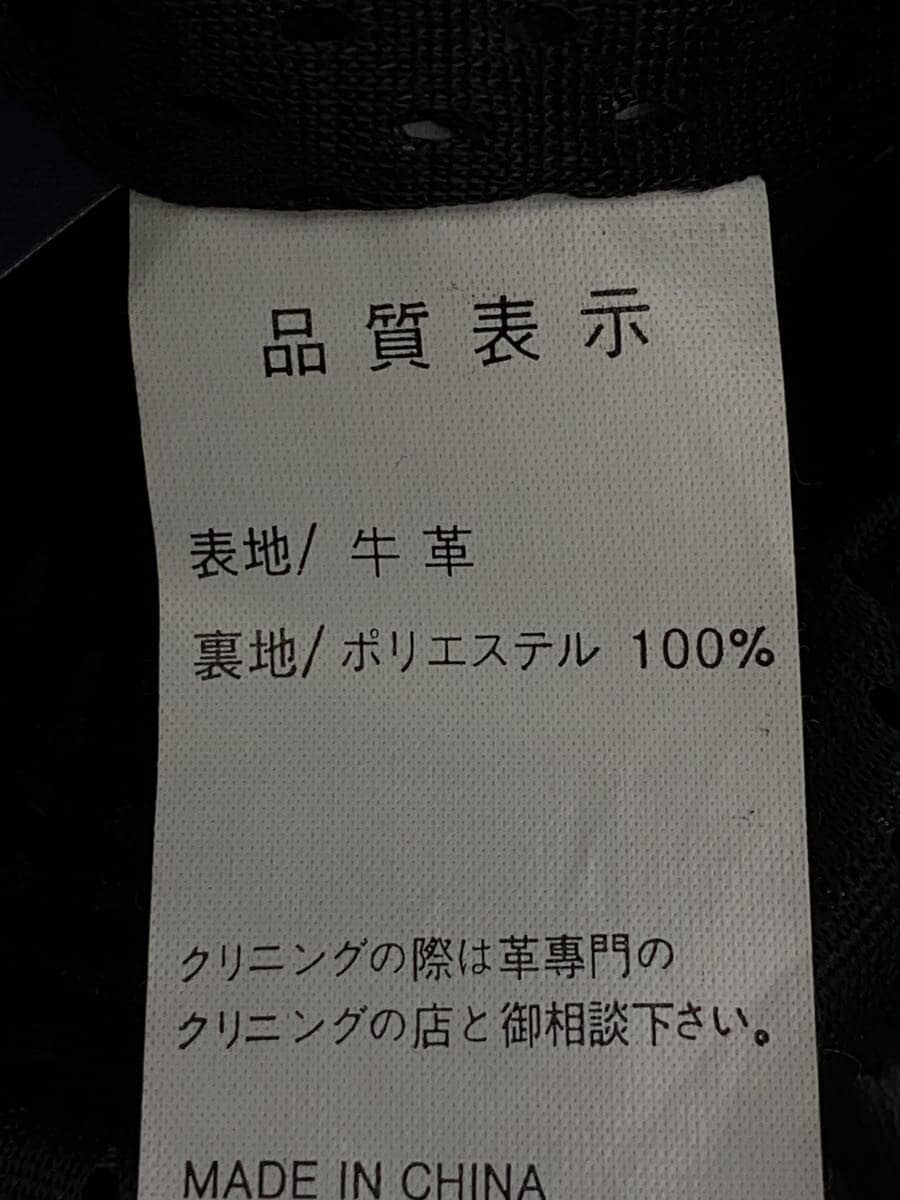 品質表示
表地/ 牛革
裏地/ ポリエステル 100%
クリニングの際は革專門の
クリニングの店と御相談下さい。
MADE IN CHINA